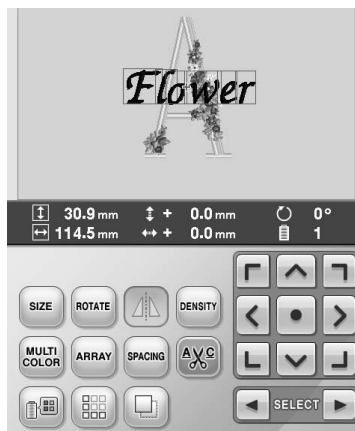 A
Flower
30.9 mm + 0.0 mm 0°
114.5 mm + 0.0 mm 1
SIZE ROTATE DENSITY
MULTI COLOR ARRAY SPACING A C
SELECT